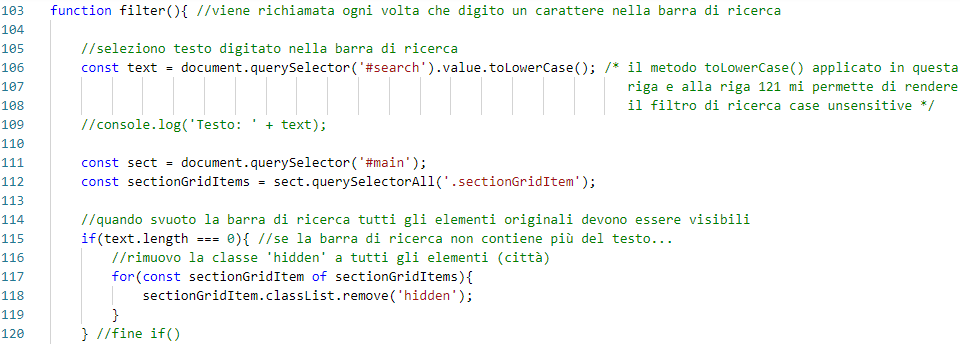 103 function filter(){ //viene richiamata ogni volta che digito un carattere nella barra di ricerca
104
105 //seleziono testo digitato nella barra di ricerca
106 const text = document.querySelector('#search').value.toLowerCase(); /* il metodo toLowerCase() applicato in questa
107 riga e alla riga 121 mi permette di rendere
108 il filtro di ricerca case unsensitive */
109 //console.log('Testo: ' + text);
110
111 const sect = document.querySelector('#main');
112 const sectionGridItems = sect.querySelectorAll('.sectionGridItem');
113
114 //quando svuoto la barra di ricerca tutti gli elementi originali devono essere visibili
115 if(text.length === 0){ //se la barra di ricerca non contiene più del testo...
116 //rimuovo la classe 'hidden' a tutti gli elementi (città)
117 for(const sectionGridItem of sectionGridItems){
118 sectionGridItem.classList.remove('hidden');
119 }
120 } //fine if()